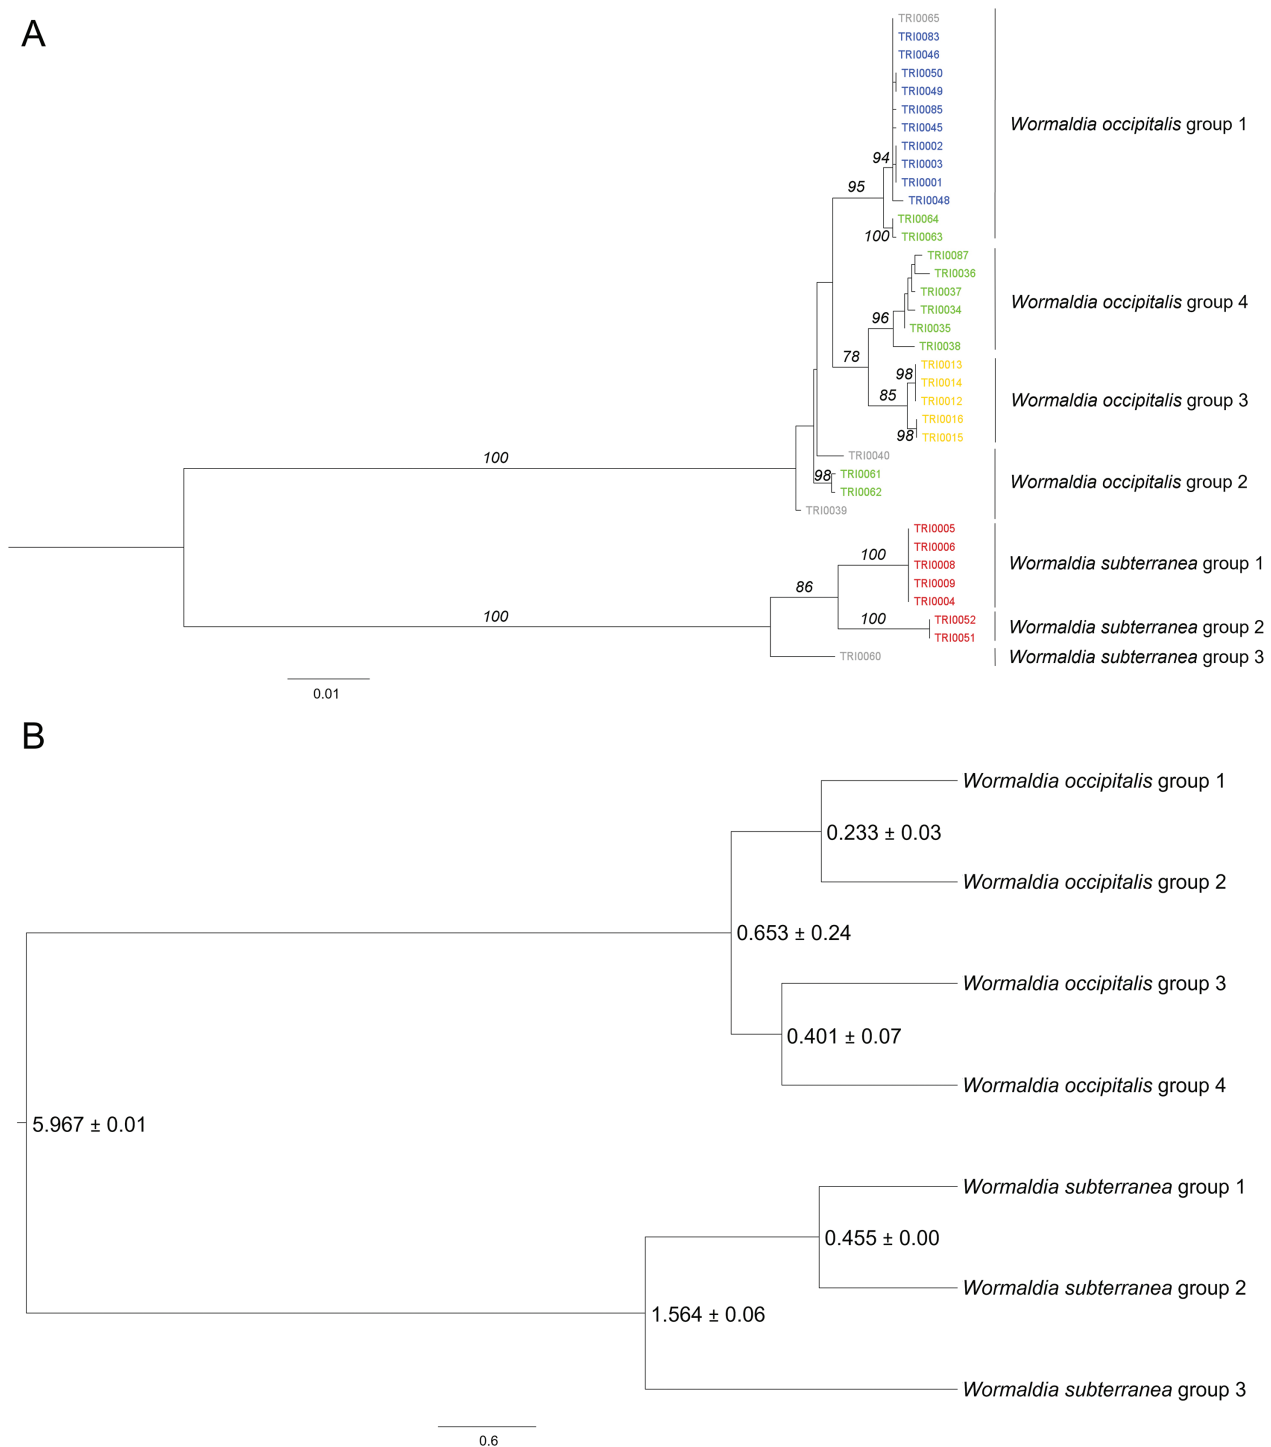 A
TRI0065
TRI0083
TRI0046
TRI0050
TRI0049
TRI0085
Wormaldia occipitalis group 1
TRI0045
TRI0002
94
TRI0003
TRI0001
95
TRI0048
TRI0064
100
TRI0063
TRI0087
TRI0036
TRI0037
Wormaldia occipitalis group 4
TRI0034
96
TRI0035
TRI0038
78
TRI0013
98
TRI0014
85
TRI0012
Wormaldia occipitalis group 3
TRI0016
98
TRI0015
100
TRI0040
98
TRI0061
Wormaldia occipitalis group 2
TRI0062
TRI0039
TRI0005
TRI0006
100
TRI0008
Wormaldia subterranea group 1
86
TRI0009
TRI0004
100
100
TRI0052
Wormaldia subterranea group 2
TRI0051
TRI0060
Wormaldia subterranea group 3
0.01
B
Wormaldia occipitalis group 1
0.233 ± 0.03
Wormaldia occipitalis group 2
0.653 ± 0.24
Wormaldia occipitalis group 3
0.401 ± 0.07
Wormaldia occipitalis group 4
5.967 ± 0.01
Wormaldia subterranea group 1
0.455 ± 0.00
Wormaldia subterranea group 2
1.564 ± 0.06
Wormaldia subterranea group 3
0.6